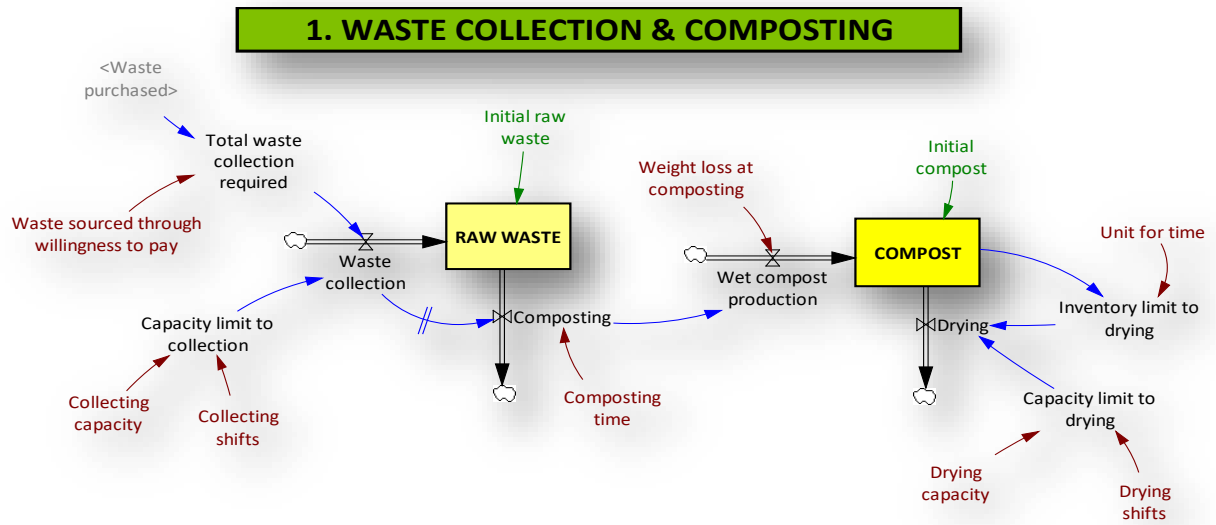 1. WASTE COLLECTION & COMPOSTING
<Waste
purchased>
Total waste
collection
required
Waste sourced through
willingness to pay
Initial raw
waste
RAW WASTE
Waste
collection
Capacity limit to
collection
Collecting
capacity
Collecting
shifts
Composting
Composting
time
Weight loss at
composting
Wet compost
production
Initial
compost
COMPOST
Unit for time
Inventory limit to
drying
Drying
Capacity limit to
drying
Drying
capacity
Drying
shifts